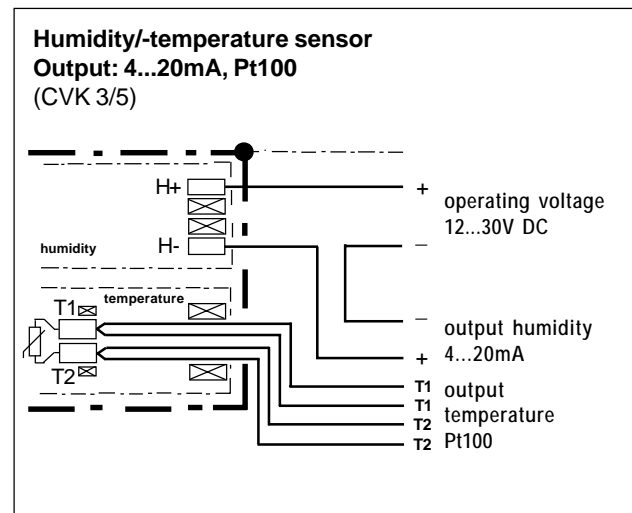 Humidity/-temperature sensor
Output: 4...20mA, Pt100
(CVK 3/5)
H+
+
operating voltage
12...30V DC
humidity
H-
–
temperature
T1
–
output humidity
4...20mA
+
T2
T1
output
T1
temperature
T2
T2
Pt100